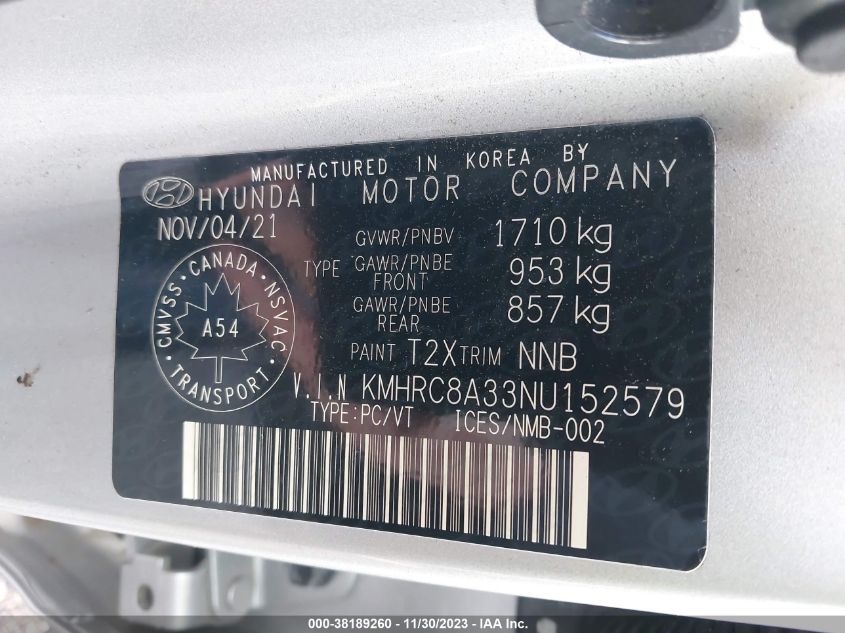 MANUFACTURED IN KOREA BY
HYUNDAI MOTOR COMPANY
NOV/04/21
GVWR/PNBV 1710 kg
TYPE GAWR/PNBE FRONT 953 kg
GAWR/PNBE REAR 857 kg
CMVSS · CANADA · NSVAC
A54
TRANSPORT
PAINT T2X TRIM NNB
V.I.N KMHRC8A33NU152579
TYPE:PC/VT ICES/NMB-002
000-38189260 - 11/30/2023 - IAA Inc.